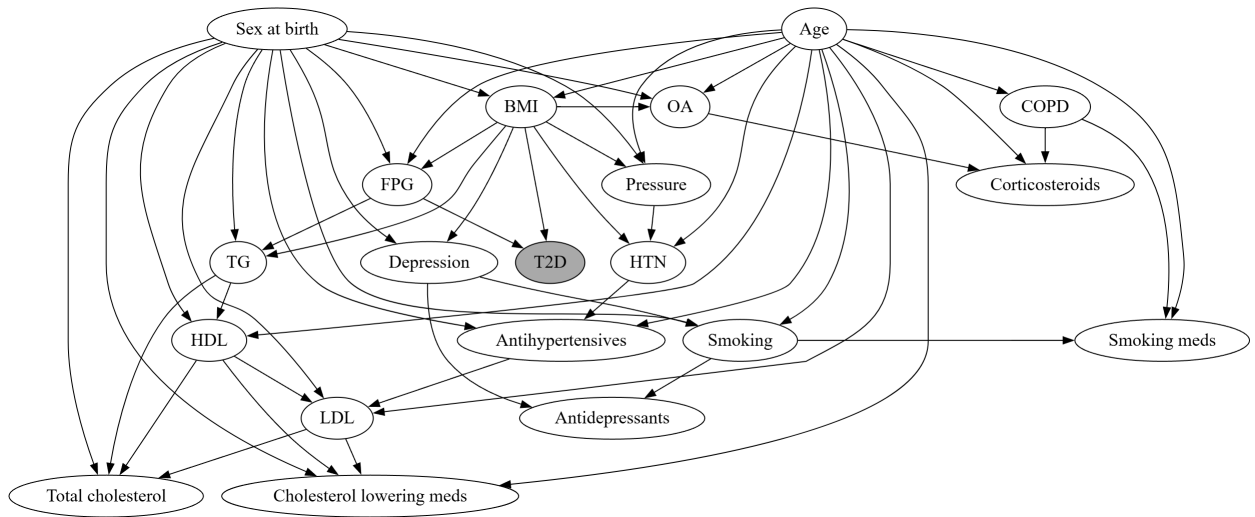 Sex at birth
Age
BMI
OA
COPD
FPG
Pressure
Corticosteroids
TG
Depression
T2D
HTN
HDL
Antihypertensives
Smoking
Smoking meds
LDL
Antidepressants
Total cholesterol
Cholesterol lowering meds